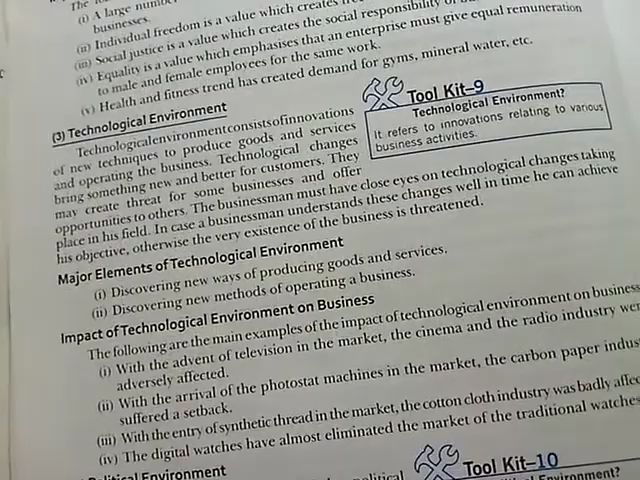 (i) A large
businesses.
(ii) Individual freedom is a value which creates
(iii) Social justice is a value which creates the social responsibility
(iv) Equality is a value which emphasises that an enterprise must give equal remuneration
to male and female employees for the same work.
(v) Health and fitness trend has created demand for gyms, mineral water, etc.
(3) Technological Environment
Technological environment consists of innovations
of new techniques to produce goods and services
and operating the business. Technological changes
bring something new and better for customers. They
may create threat for some businesses and offer
opportunities to others. The businessman must have close eyes on technological changes taking
place in his field. In case a businessman understands these changes well in time he can achieve
his objective, otherwise the very existence of the business is threatened.
Tool Kit–9
Technological Environment?
It refers to innovations relating to various
business activities.
Major Elements of Technological Environment
(i) Discovering new ways of producing goods and services.
(ii) Discovering new methods of operating a business.
Impact of Technological Environment on Business
The following are the main examples of the impact of technological environment on business
(i) With the advent of television in the market, the cinema and the radio industry
adversely affected.
(ii) With the arrival of the photostat machines in the market, the carbon paper
suffered a setback.
(iii) With the entry of synthetic thread in the market, the cotton cloth industry was badly
(iv) The digital watches have almost eliminated the market of the traditional watches
Political Environment
Tool Kit–10
Environment?